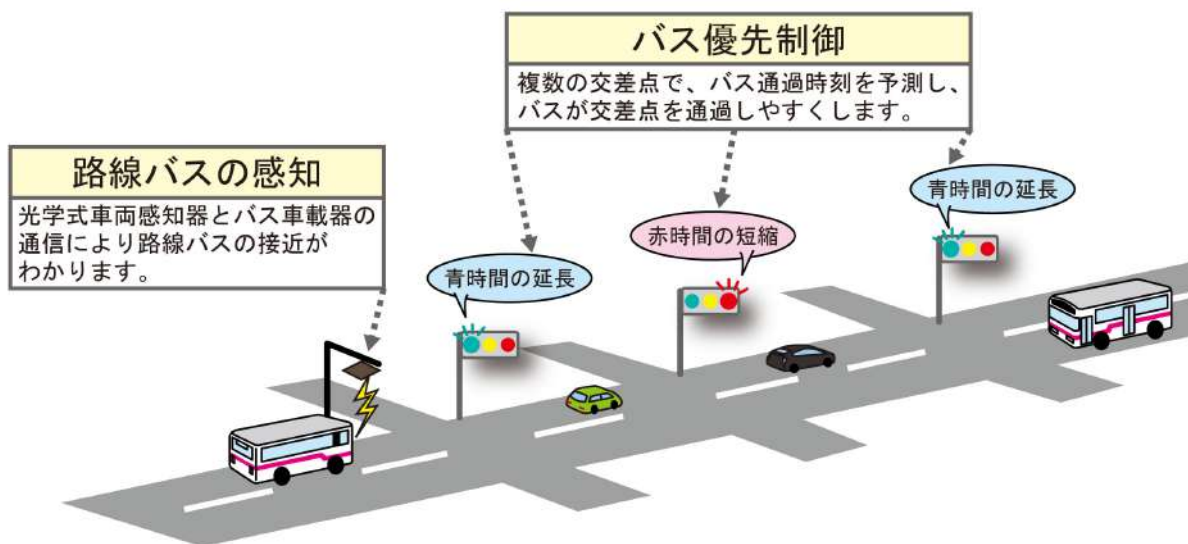 バス優先制御
複数の交差点で、バス通過時刻を予測し、
バスが交差点を通過しやすくします。
路線バスの感知
光学式車両感知器とバス車載器の
通信により路線バスの接近が
わかります。
青時間の延長
赤時間の短縮
青時間の延長